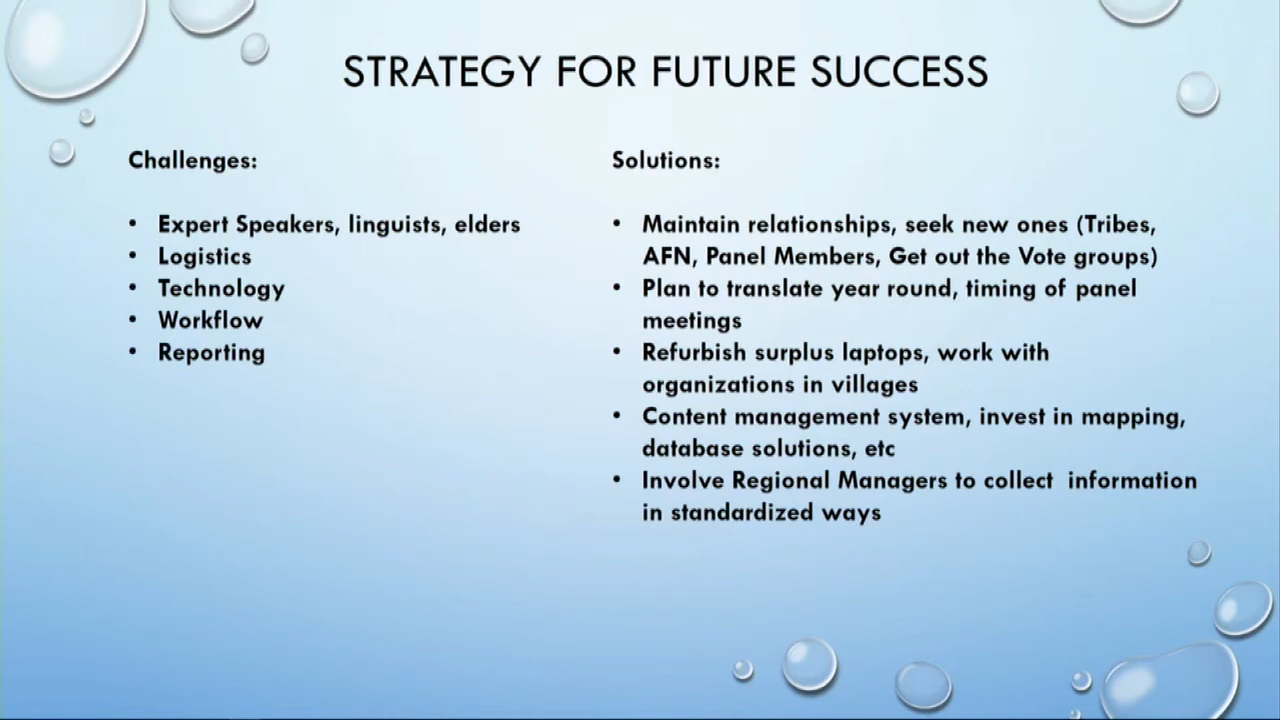 STRATEGY FOR FUTURE SUCCESS
Challenges:
• Expert Speakers, linguists, elders
• Logistics
• Technology
• Workflow
• Reporting
Solutions:
• Maintain relationships, seek new ones (Tribes,
AFN, Panel Members, Get out the Vote groups)
• Plan to translate year round, timing of panel
meetings
• Refurbish surplus laptops, work with
organizations in villages
• Content management system, invest in mapping,
database solutions, etc
• Involve Regional Managers to collect  information
in standardized ways